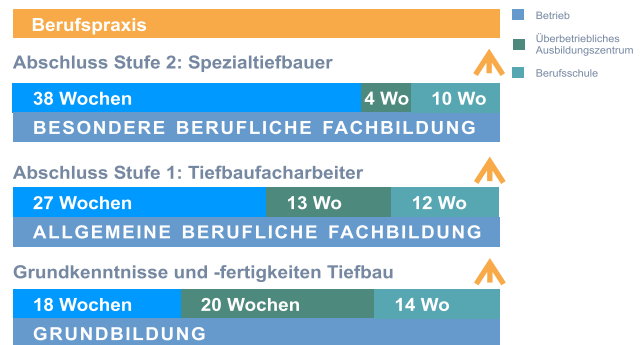 Berufspraxis
Betrieb
Überbetriebliches
Ausbildungszentrum
Berufsschule
Abschluss Stufe 2: Spezialtiefbauer
38 Wochen 4 Wo 10 Wo
BESONDERE BERUFLICHE FACHBILDUNG
Abschluss Stufe 1: Tiefbaufacharbeiter
27 Wochen 13 Wo 12 Wo
ALLGEMEINE BERUFLICHE FACHBILDUNG
Grundkenntnisse und -fertigkeiten Tiefbau
18 Wochen 20 Wochen 14 Wo
GRUNDBILDUNG